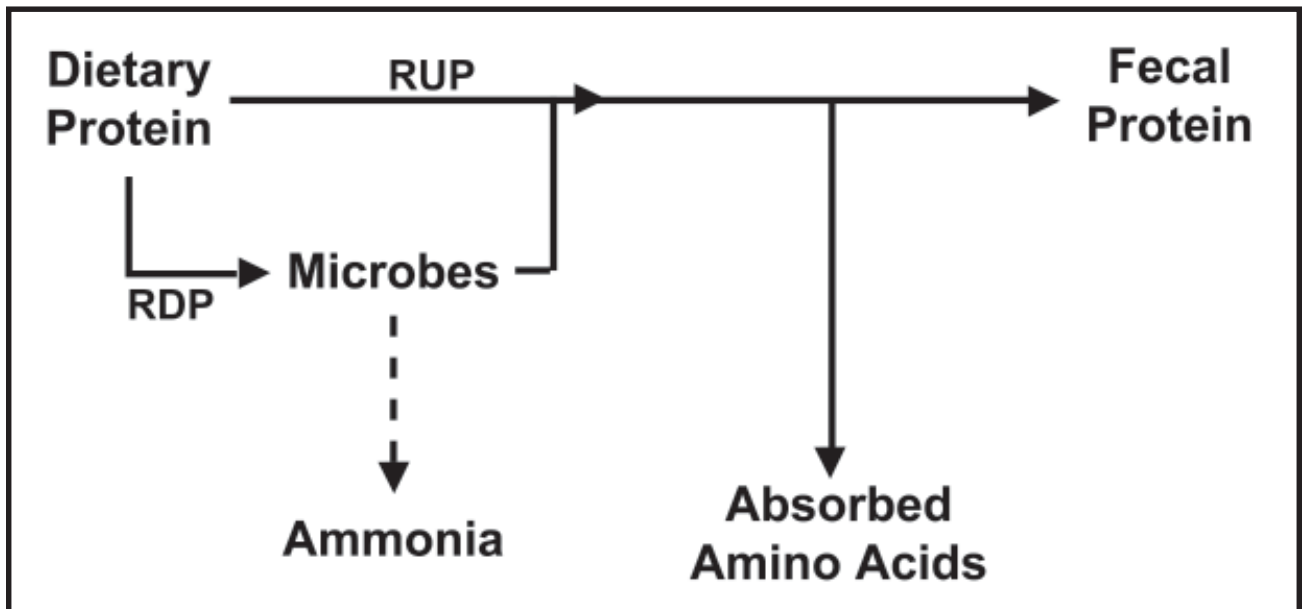 Dietary
Protein
RUP
Fecal
Protein
RDP
Microbes
Ammonia
Absorbed
Amino Acids